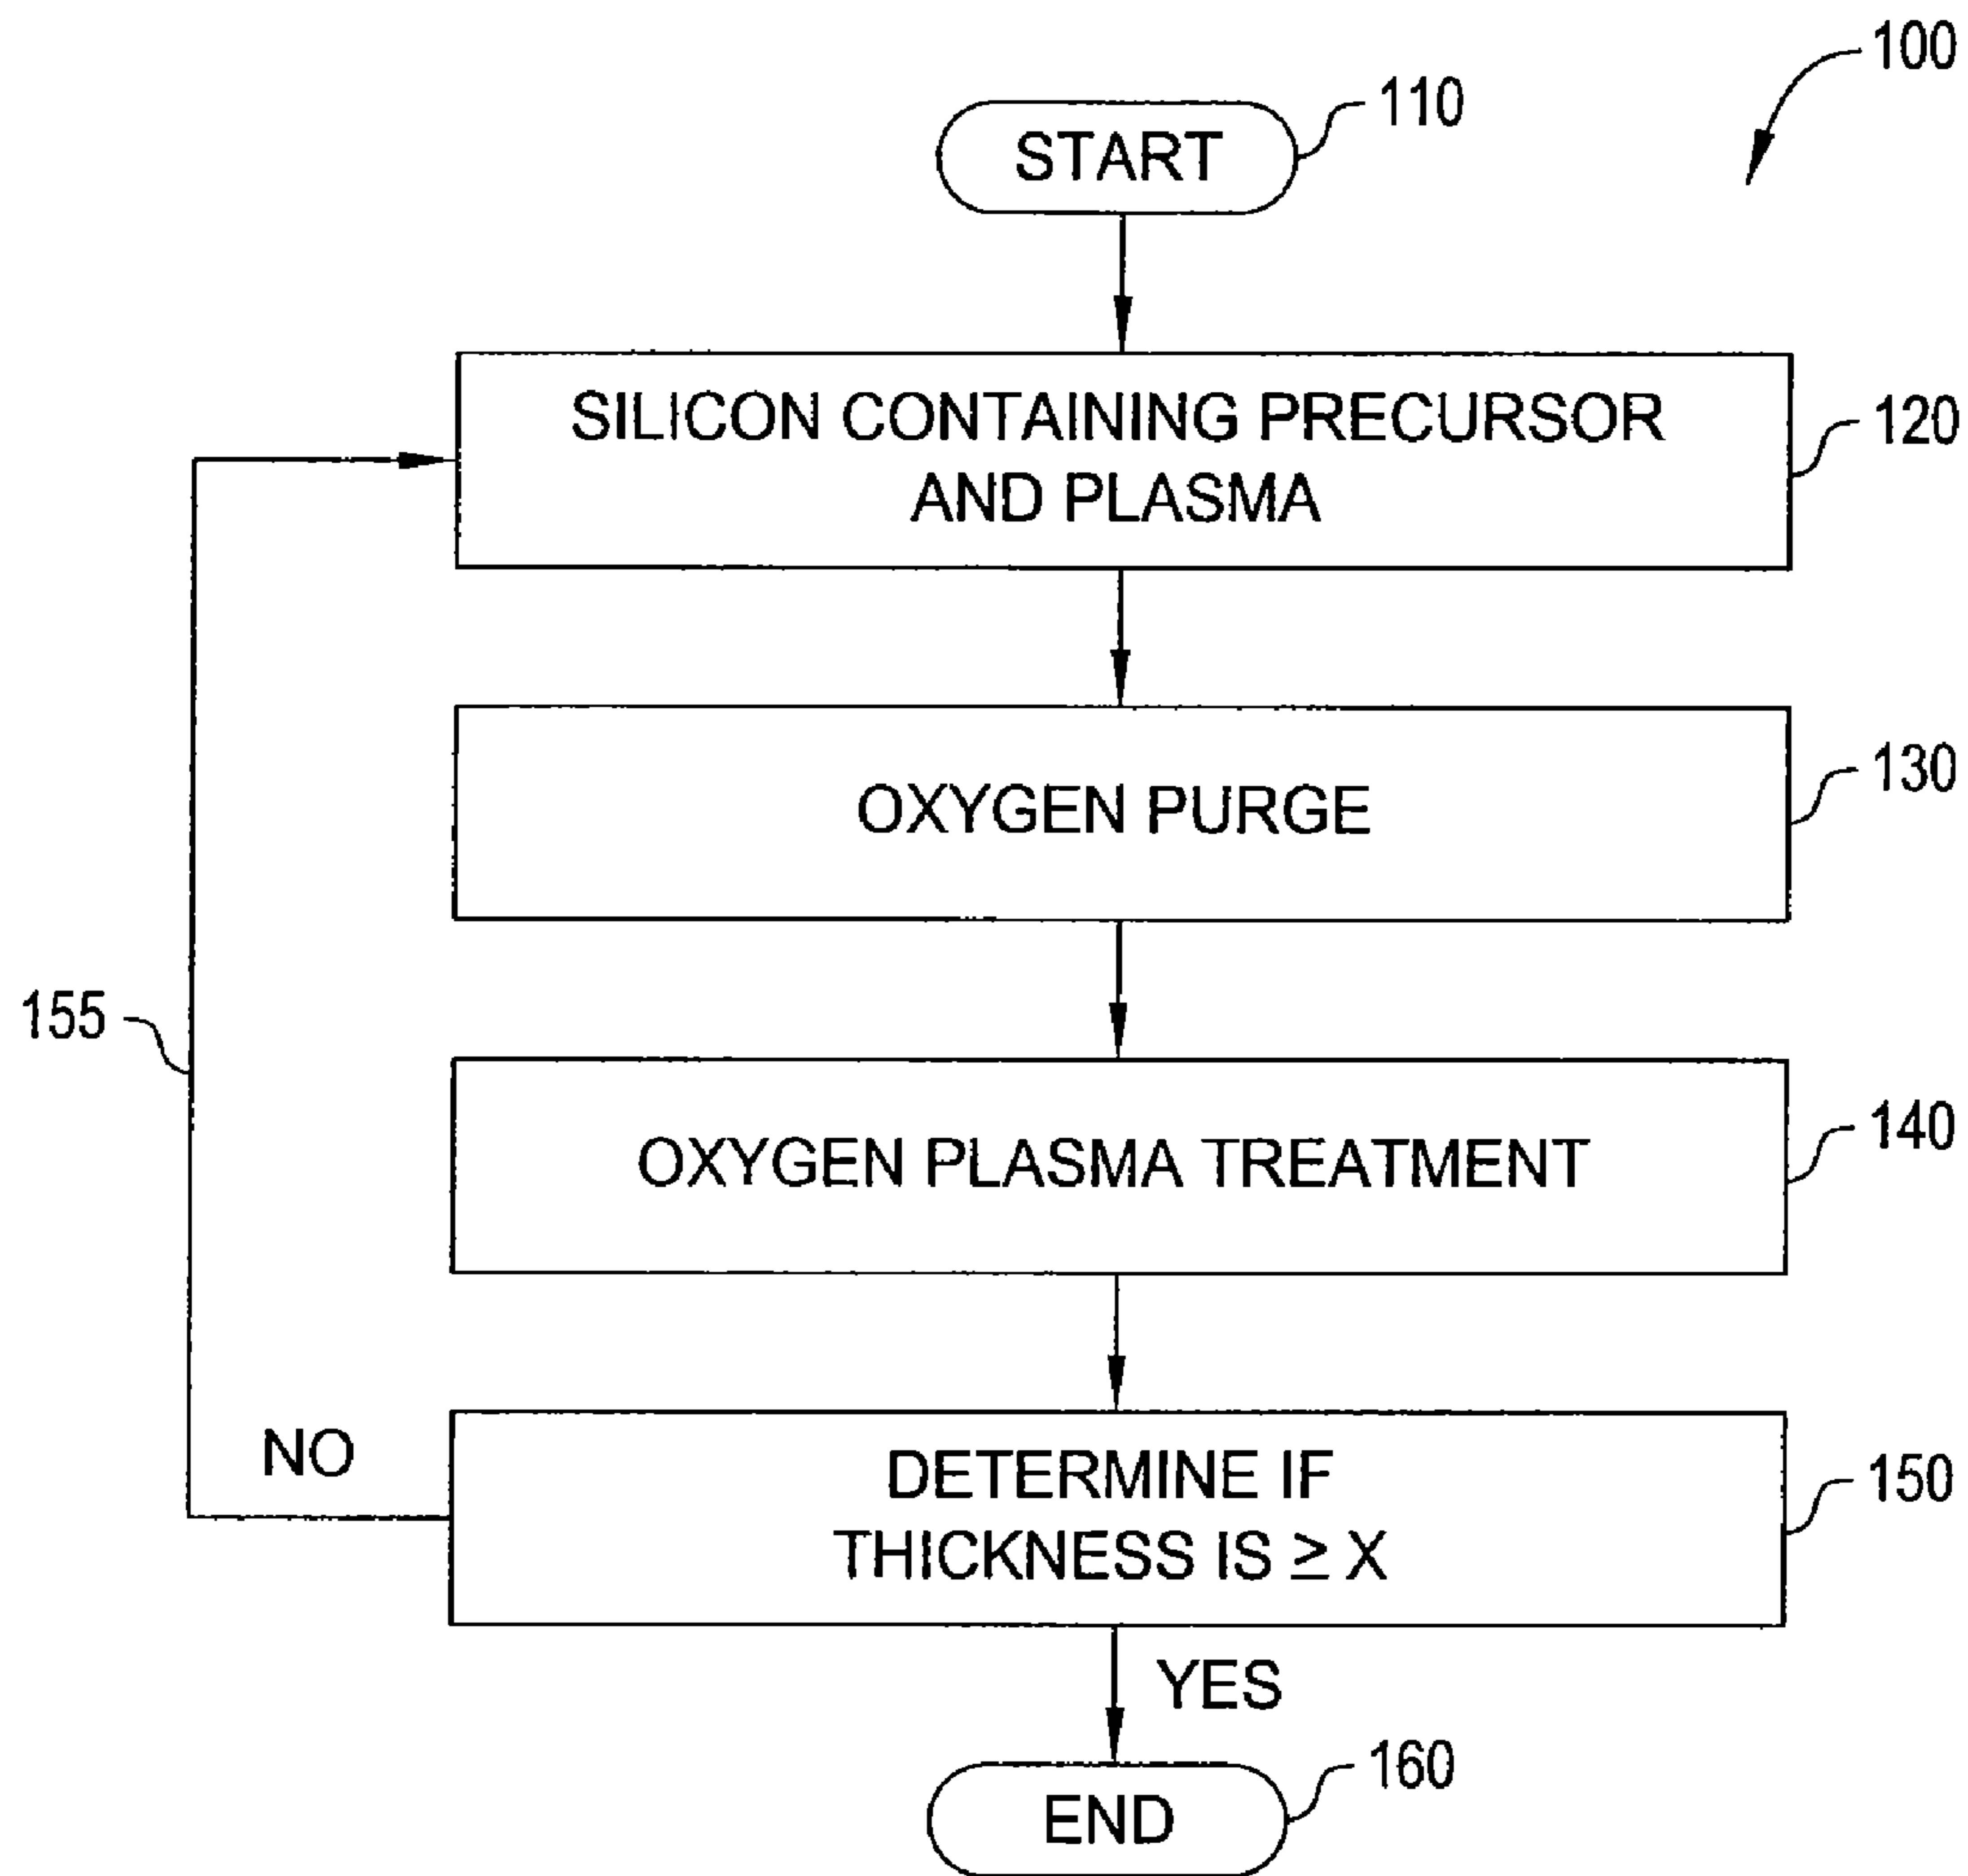 100
110
START
SILICON CONTAINING PRECURSOR
AND PLASMA
120
OXYGEN PURGE
130
155
OXYGEN PLASMA TREATMENT
140
NO
DETERMINE IF
THICKNESS IS ≥ X
150
YES
END
160